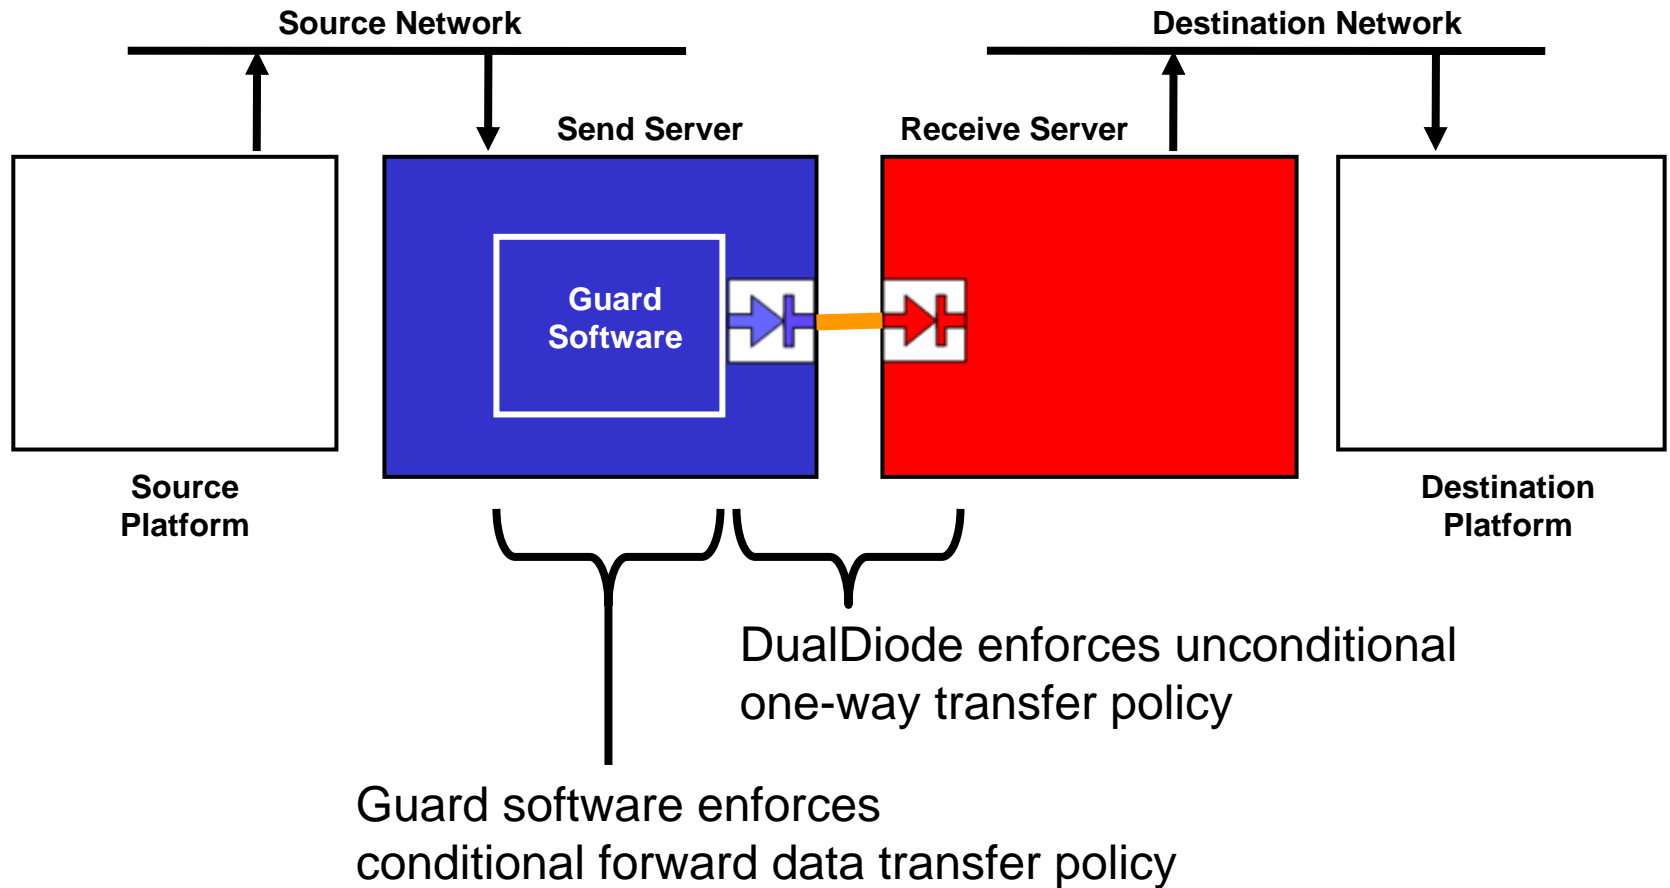 Source Network
Destination Network
Send Server
Receive Server
Guard
Software
Source
Platform
Destination
Platform
DualDiode enforces unconditional
one-way transfer policy
Guard software enforces
conditional forward data transfer policy